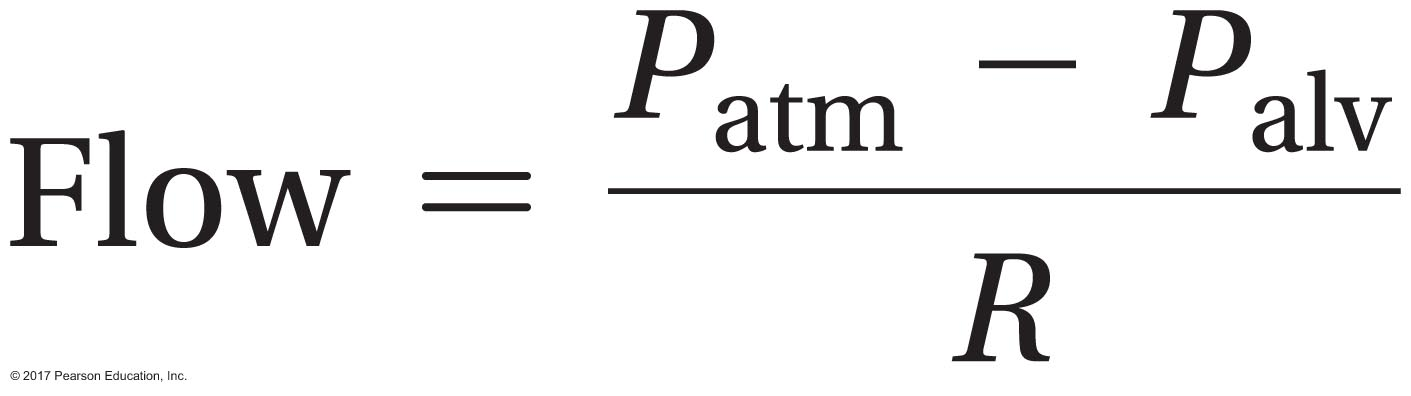 Flow = (P_atm − P_alv) / R
© 2017 Pearson Education, Inc.